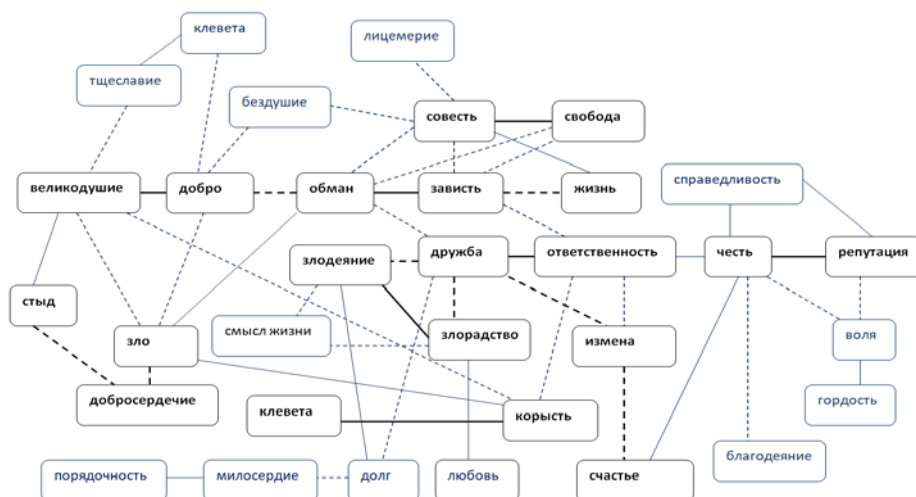 клевета
лицемерие
тщеславие
бездушие
совесть
свобода
великодушие
добро
обман
зависть
жизнь
справедливость
злодеяние
дружба
ответственность
честь
репутация
стыд
зло
смысл жизни
злорадство
измена
воля
добросердечие
клевета
корысть
гордость
благодеяние
порядочность
милосердие
долг
любовь
счастье